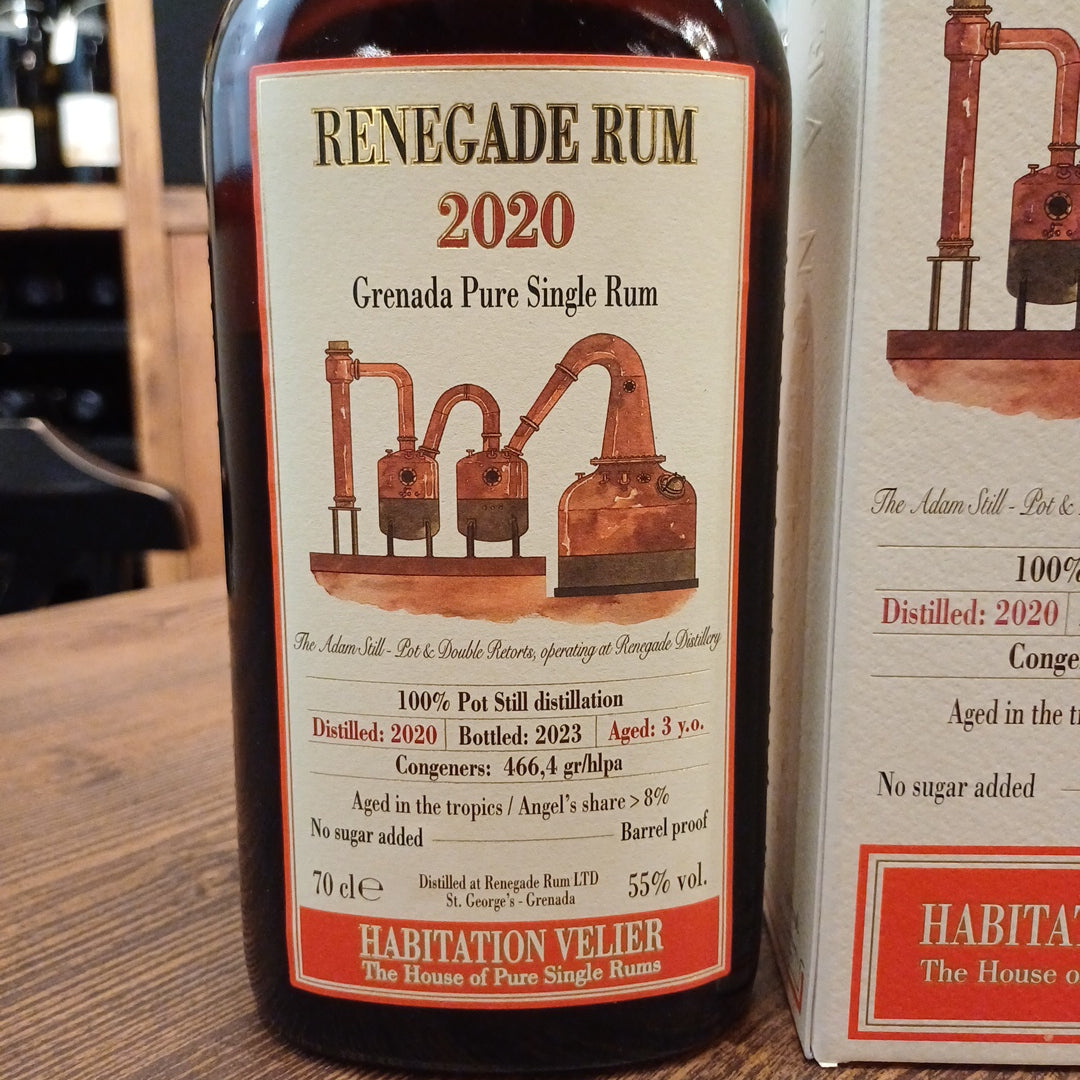 RENEGADE RUM
2020
Grenada Pure Single Rum
The Adam Still - Pot & Double Retorts, operating at Renegade Distillery
100% Pot Still distillation
Distilled: 2020 Bottled: 2023 Aged: 3 y.o.
Congeners: 466,4 gr/hlpa
Aged in the tropics / Angel's share > 8%
No sugar added Barrel proof
70 cl e Distilled at Renegade Rum LTD 55% vol.
St. George's - Grenada
HABITATION VELIER
The House of Pure Single Rums
The Adam Still - Pot &
100%
Distilled: 2020
Conge
Aged in the tr
No sugar added
HABITAT
The House o